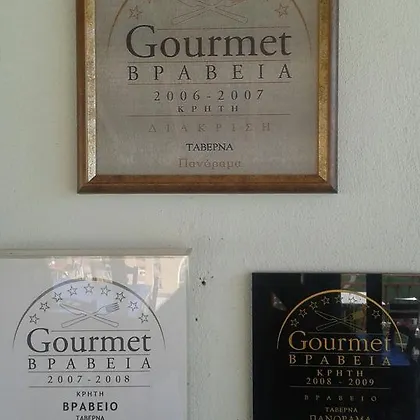 Gourmet
ΒΡΑΒΕΙΑ
2006-2007
ΚΡΗΤΗ
ΔΙΑΚΡΙΣΗ
ΤΑΒΕΡΝΑ
Πανόραμα
Gourmet
ΒΡΑΒΕΙΑ
2007-2008
ΚΡΗΤΗ
ΒΡΑΒΕΙΟ
ΤΑΒΕΡΝΑ
Gourmet
ΒΡΑΒΕΙΑ
ΚΡΗΤΗ
2008 - 2009
ΒΡΑΒΕΙΟ
ΤΑΒΕΡΝΑ
ΠΑΝΟΡΑΜΑ